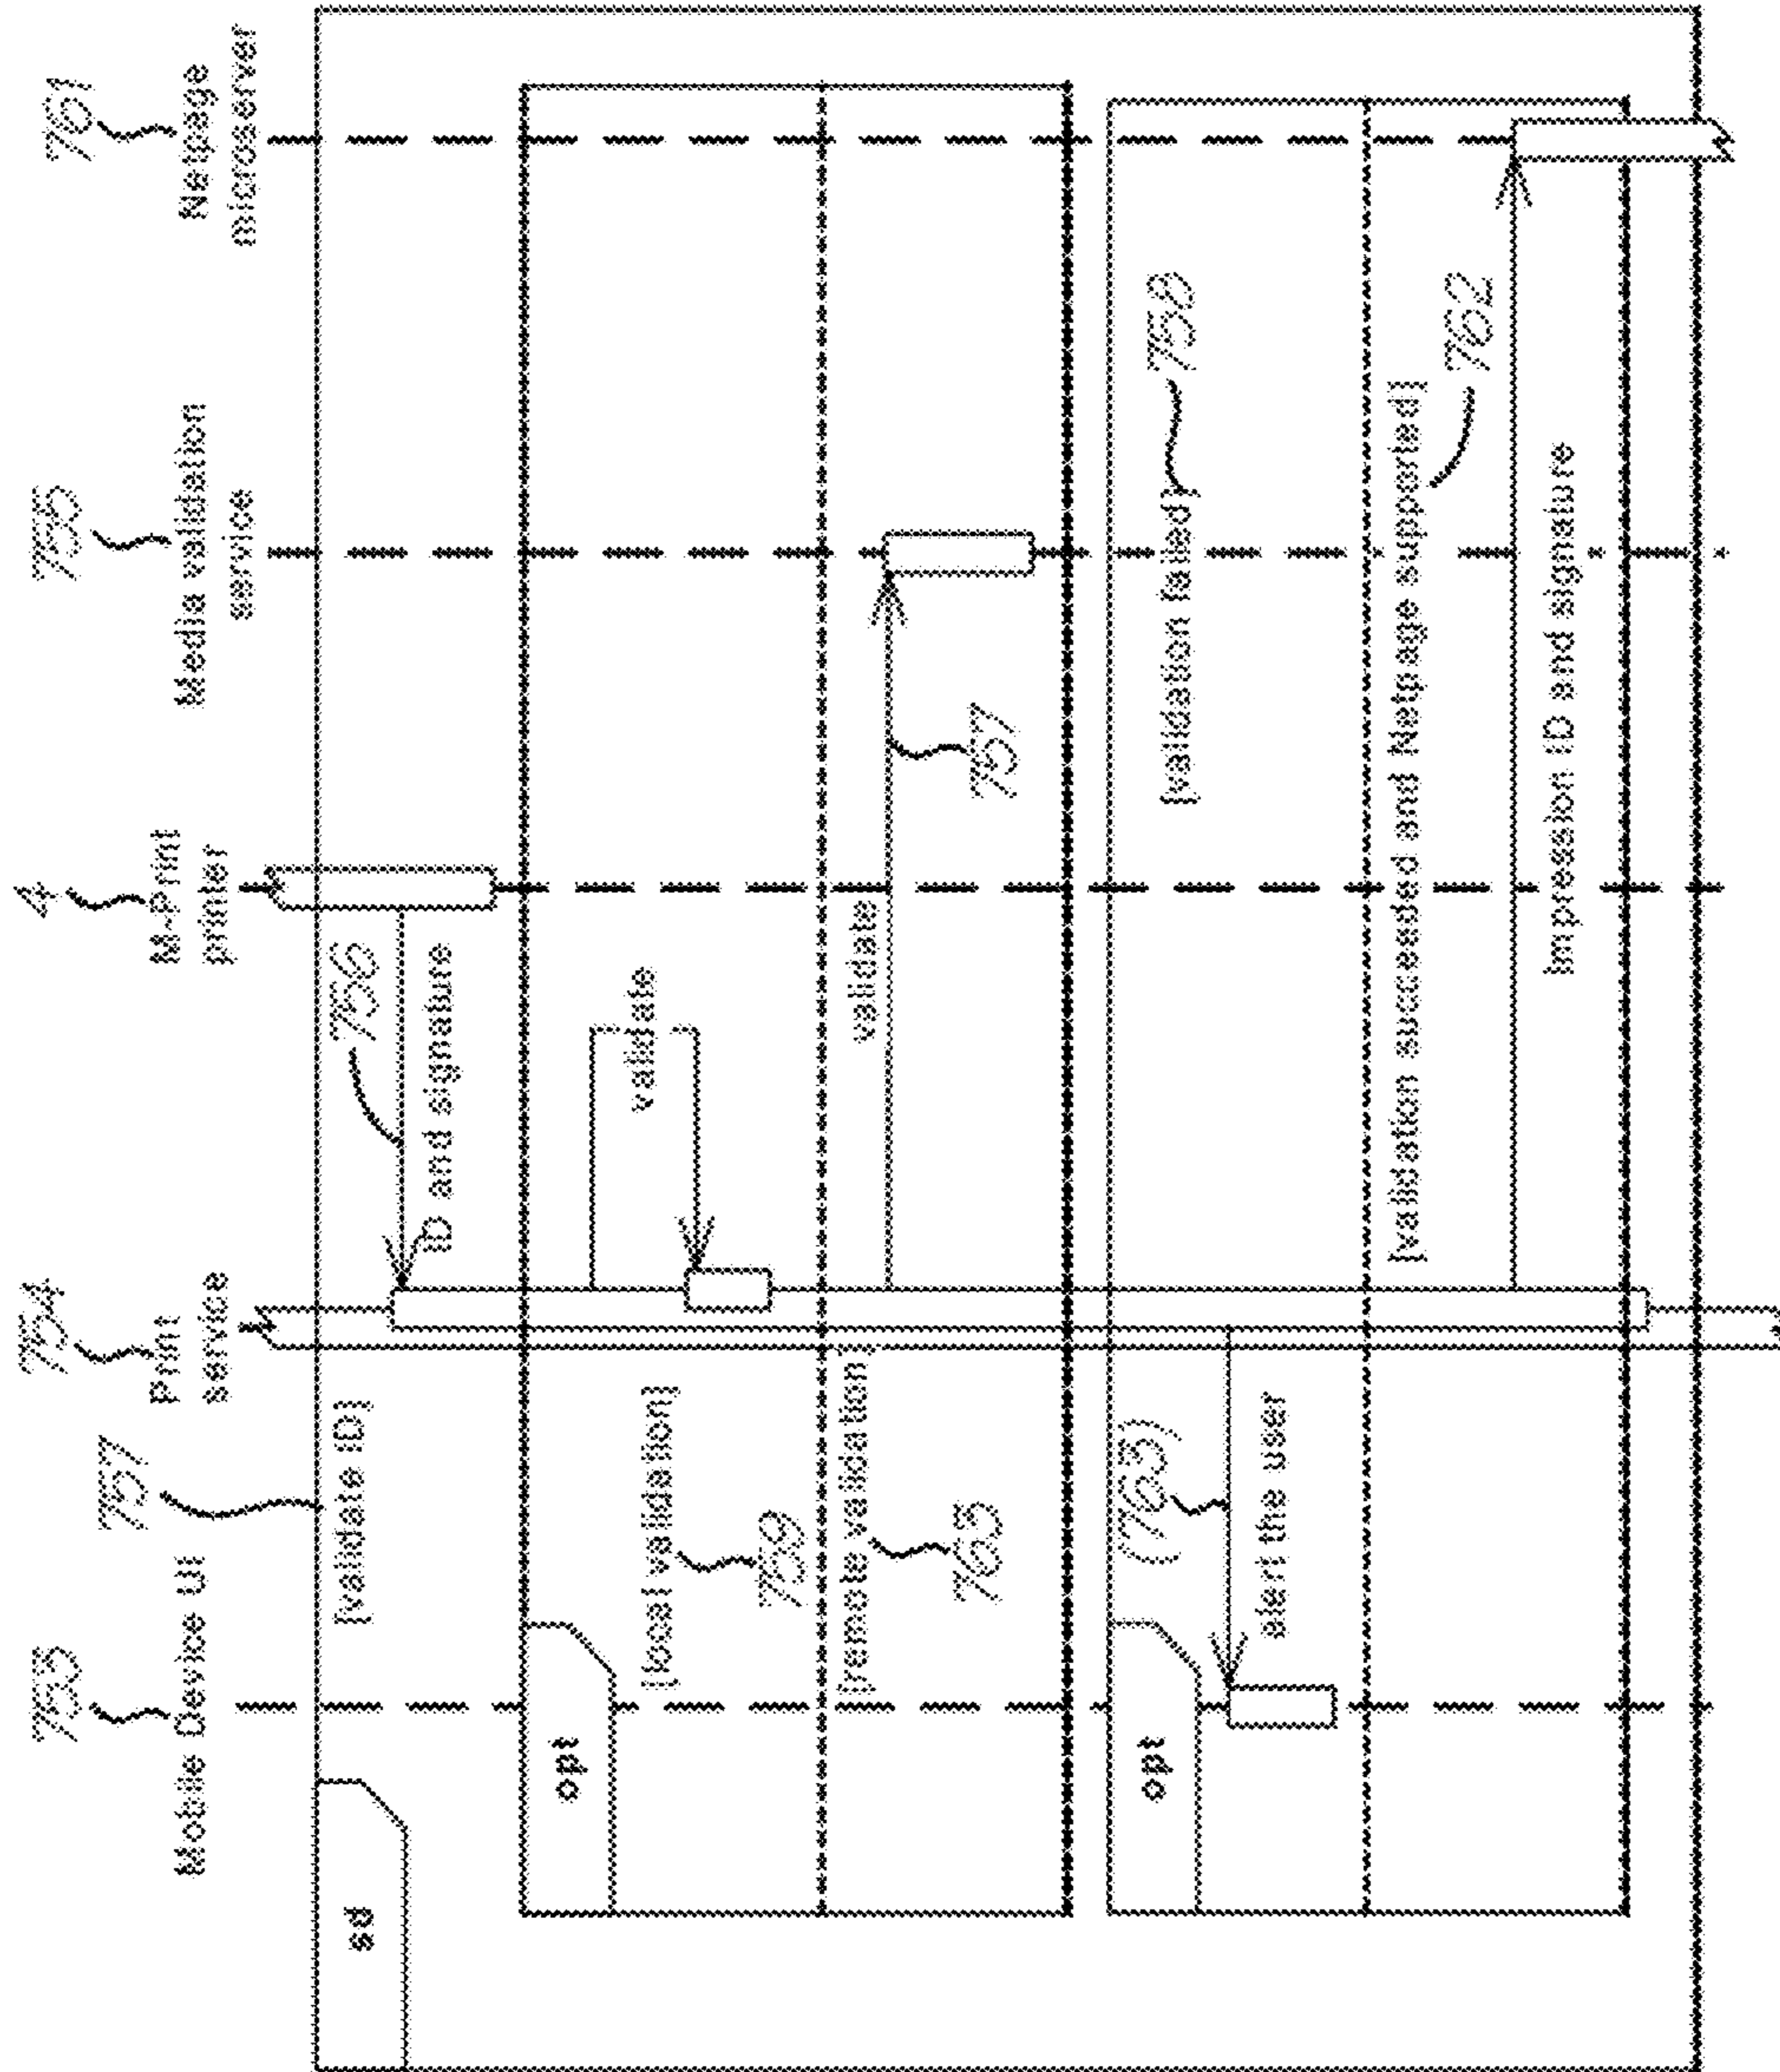 753
754
4
755
761
Mobile Device UI
757
Print
service
M-Print
printer
Media validation
service
Netpage
microserver
sd
[validate ID]
756
ID and signature
opt
[local validation]
759
validate
[remote validation]
763
validate
757
opt
(763)
alert the user
[validation failed]
758
[validation succeeded and Netpage supported]
762
Impression ID and signature